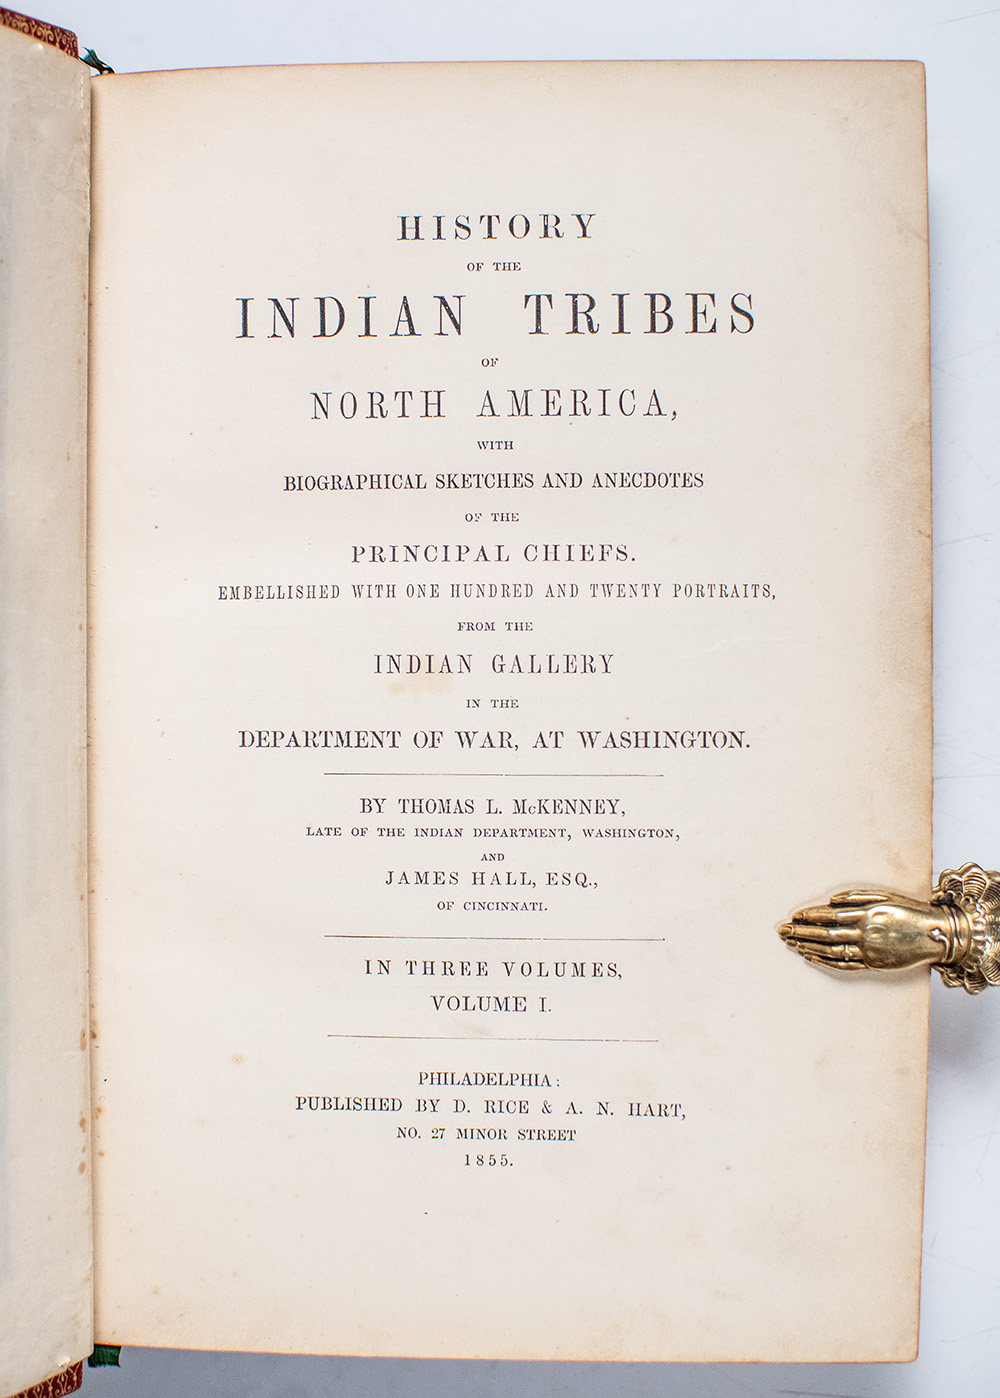 HISTORY
OF THE
INDIAN TRIBES
OF
NORTH AMERICA,
WITH
BIOGRAPHICAL SKETCHES AND ANECDOTES
OF THE
PRINCIPAL CHIEFS.
EMBELLISHED WITH ONE HUNDRED AND TWENTY PORTRAITS,
FROM THE
INDIAN GALLERY
IN THE
DEPARTMENT OF WAR, AT WASHINGTON.
BY THOMAS L. McKENNEY,
LATE OF THE INDIAN DEPARTMENT, WASHINGTON,
AND
JAMES HALL, ESQ.,
OF CINCINNATI.
IN THREE VOLUMES,
VOLUME I.
PHILADELPHIA:
PUBLISHED BY D. RICE & A. N. HART,
NO. 27 MINOR STREET
1855.